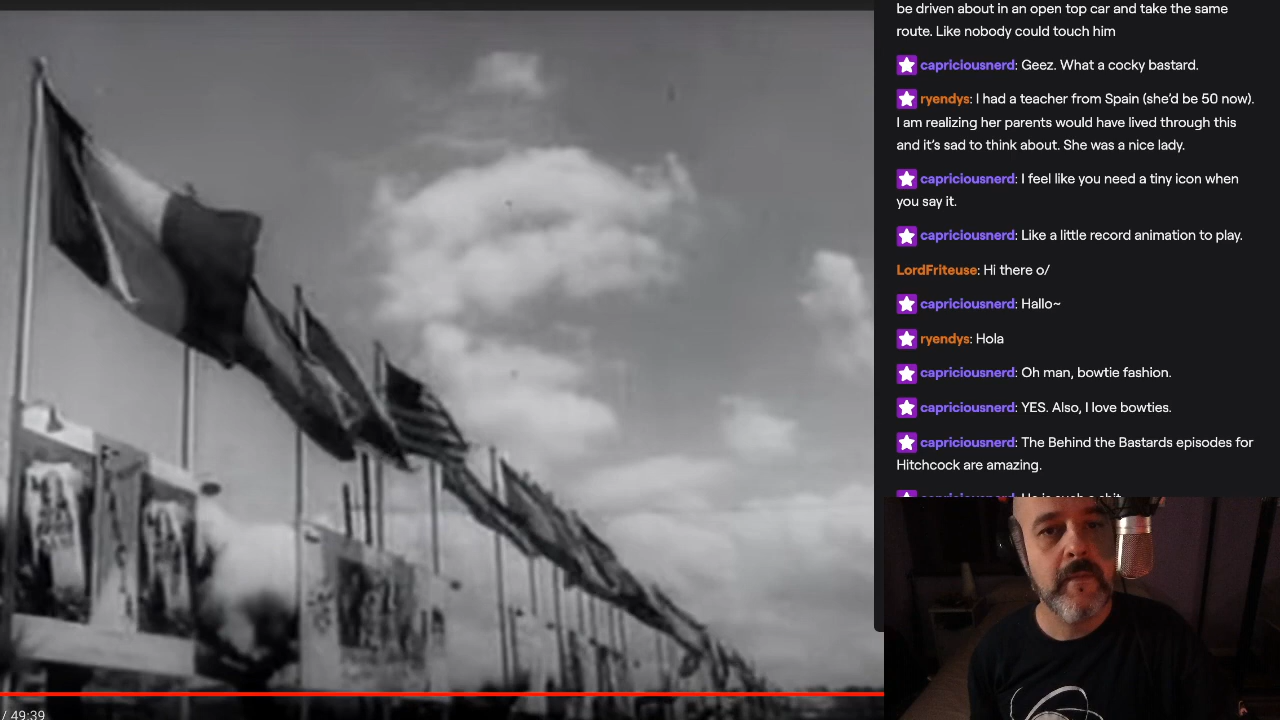 be driven about in an open top car and take the same
route. Like nobody could touch him
capriciousnerd: Geez. What a cocky bastard.
ryendys: I had a teacher from Spain (she'd be 50 now).
I am realizing her parents would have lived through this
and it's sad to think about. She was a nice lady.
capriciousnerd: I feel like you need a tiny icon when
you say it.
capriciousnerd: Like a little record animation to play.
LordFriteuse: Hi there o/
capriciousnerd: Hallo~
ryendys: Hola
capriciousnerd: Oh man, bowtie fashion.
capriciousnerd: YES. Also, I love bowties.
capriciousnerd: The Behind the Bastards episodes for
Hitchcock are amazing.
/ 49:39